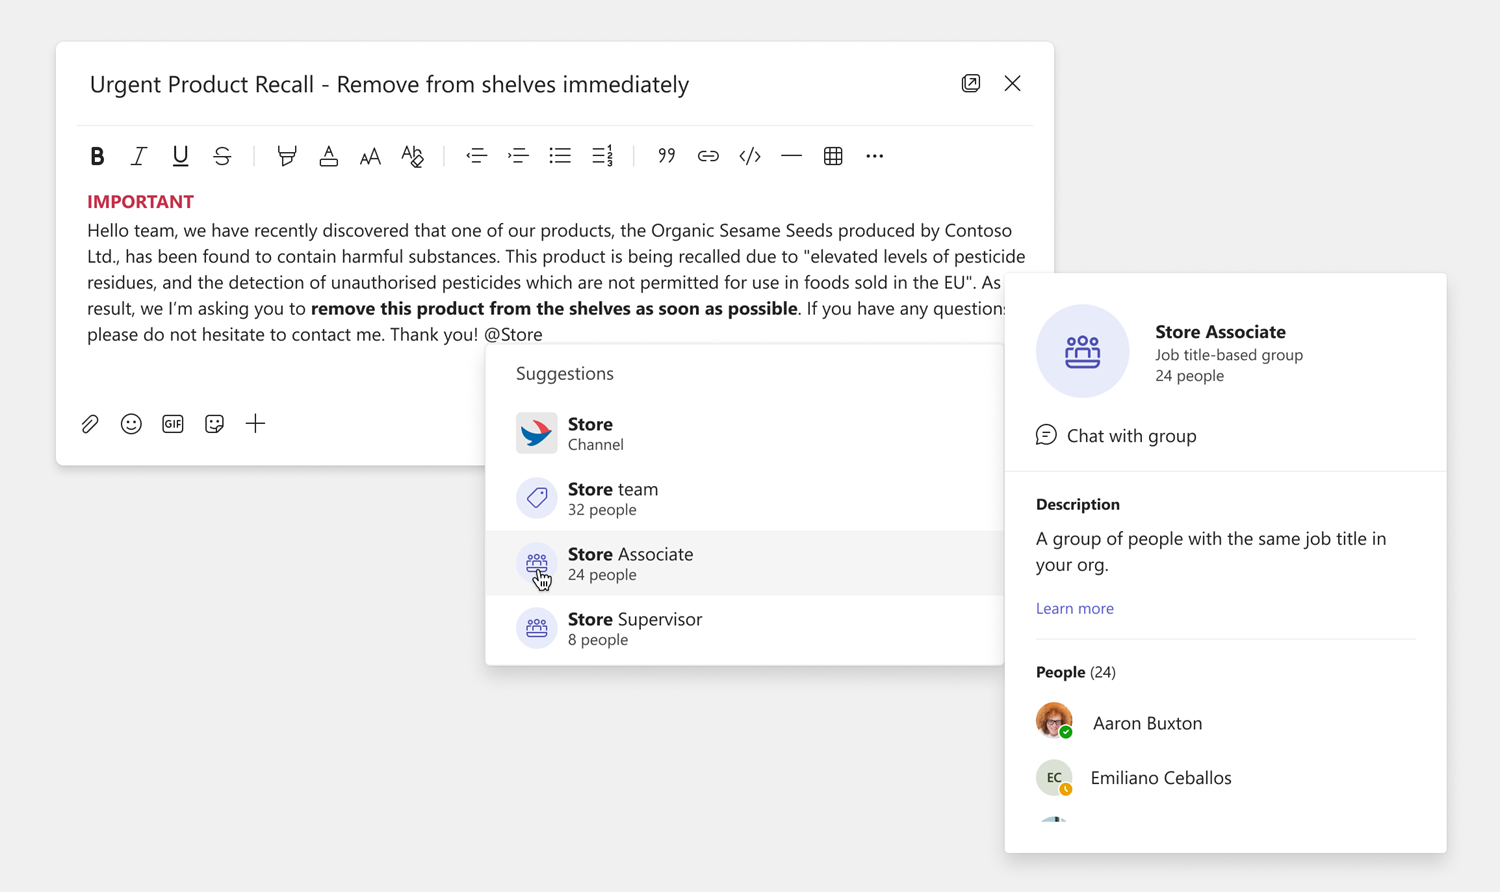 Urgent Product Recall - Remove from shelves immediately
IMPORTANT
Hello team, we have recently discovered that one of our products, the Organic Sesame Seeds produced by Contoso
Ltd., has been found to contain harmful substances. This product is being recalled due to "elevated levels of pesticide
residues, and the detection of unauthorised pesticides which are not permitted for use in foods sold in the EU". As
result, we I'm asking you to remove this product from the shelves as soon as possible. If you have any question
please do not hesitate to contact me. Thank you! @Store
GIF
Suggestions
Store
Channel
Store team
32 people
Store Associate
24 people
Store Supervisor
8 people
Store Associate
Job title-based group
24 people
Chat with group
Description
A group of people with the same job title in
your org.
Learn more
People (24)
Aaron Buxton
EC
Emiliano Ceballos